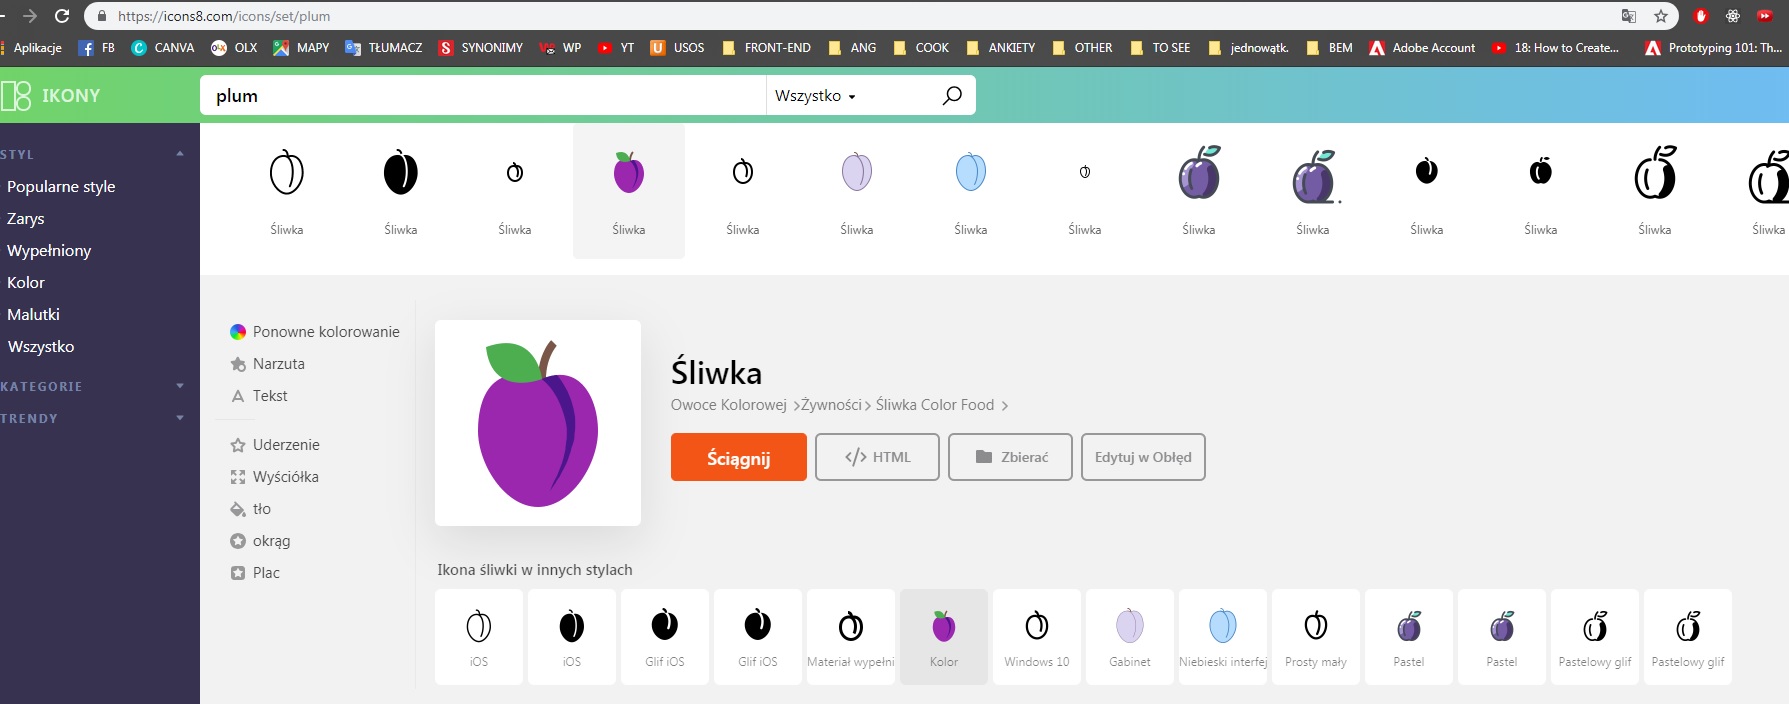 https://icons8.com/icons/set/plum
Aplikacje FB CANVA OLX MAPY TŁUMACZ SYNONIMY WP YT USOS FRONT-END ANG COOK ANKIETY OTHER TO SEE jednowątk. BEM Adobe Account 18: How to Create... Prototyping 101: Th...
IKONY
plum Wszystko
STYL
Popularne style
Zarys
Wypełniony
Kolor
Malutki
Wszystko
KATEGORIE
TRENDY
Śliwka Śliwka Śliwka Śliwka Śliwka Śliwka Śliwka Śliwka Śliwka Śliwka Śliwka Śliwka Śliwka Śliwka
Ponowne kolorowanie
Narzuta
Tekst
Uderzenie
Wyściółka
tło
okrąg
Plac
Śliwka
Owoce Kolorowej >Żywności> Śliwka Color Food >
Ściągnij </> HTML Zbierać Edytuj w Obłęd
Ikona śliwki w innych stylach
iOS iOS Glif iOS Glif iOS Materiał wypełni Kolor Windows 10 Gabinet Niebieski interfej Prosty mały Pastel Pastel Pastelowy glif Pastelowy glif